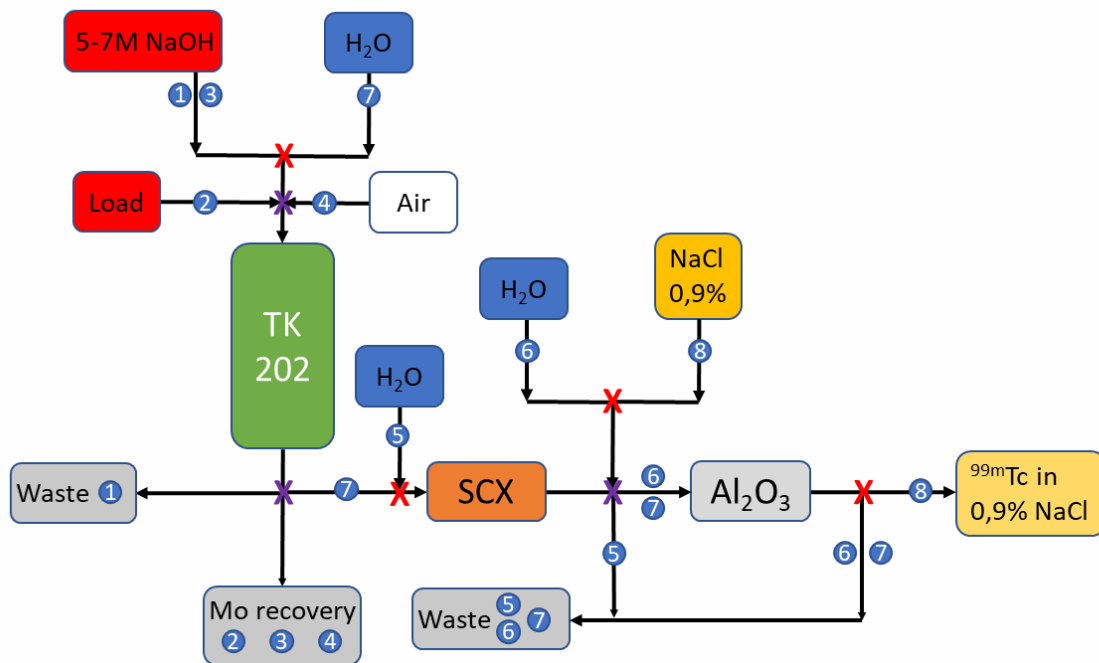 5-7M NaOH
H₂O
1 3
7
Load
2
4
Air
TK
202
H₂O
NaCl
0,9%
6
8
H₂O
5
Waste 1
7
SCX
6
7
Al₂O₃
8
⁹⁹ᵐTc in
0,9% NaCl
5
6 7
Mo recovery
2 3 4
Waste 5
6 7
X
X
X
X
X
X
X